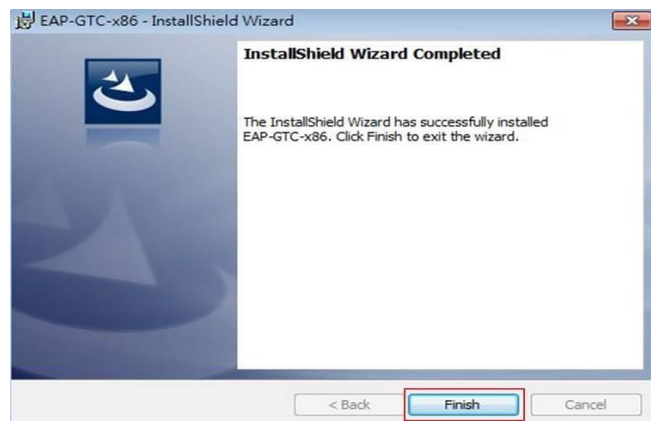 EAP-GTC-x86 - InstallShield Wizard
InstallShield Wizard Completed
The InstallShield Wizard has successfully installed
EAP-GTC-x86. Click Finish to exit the wizard.
< Back
Finish
Cancel